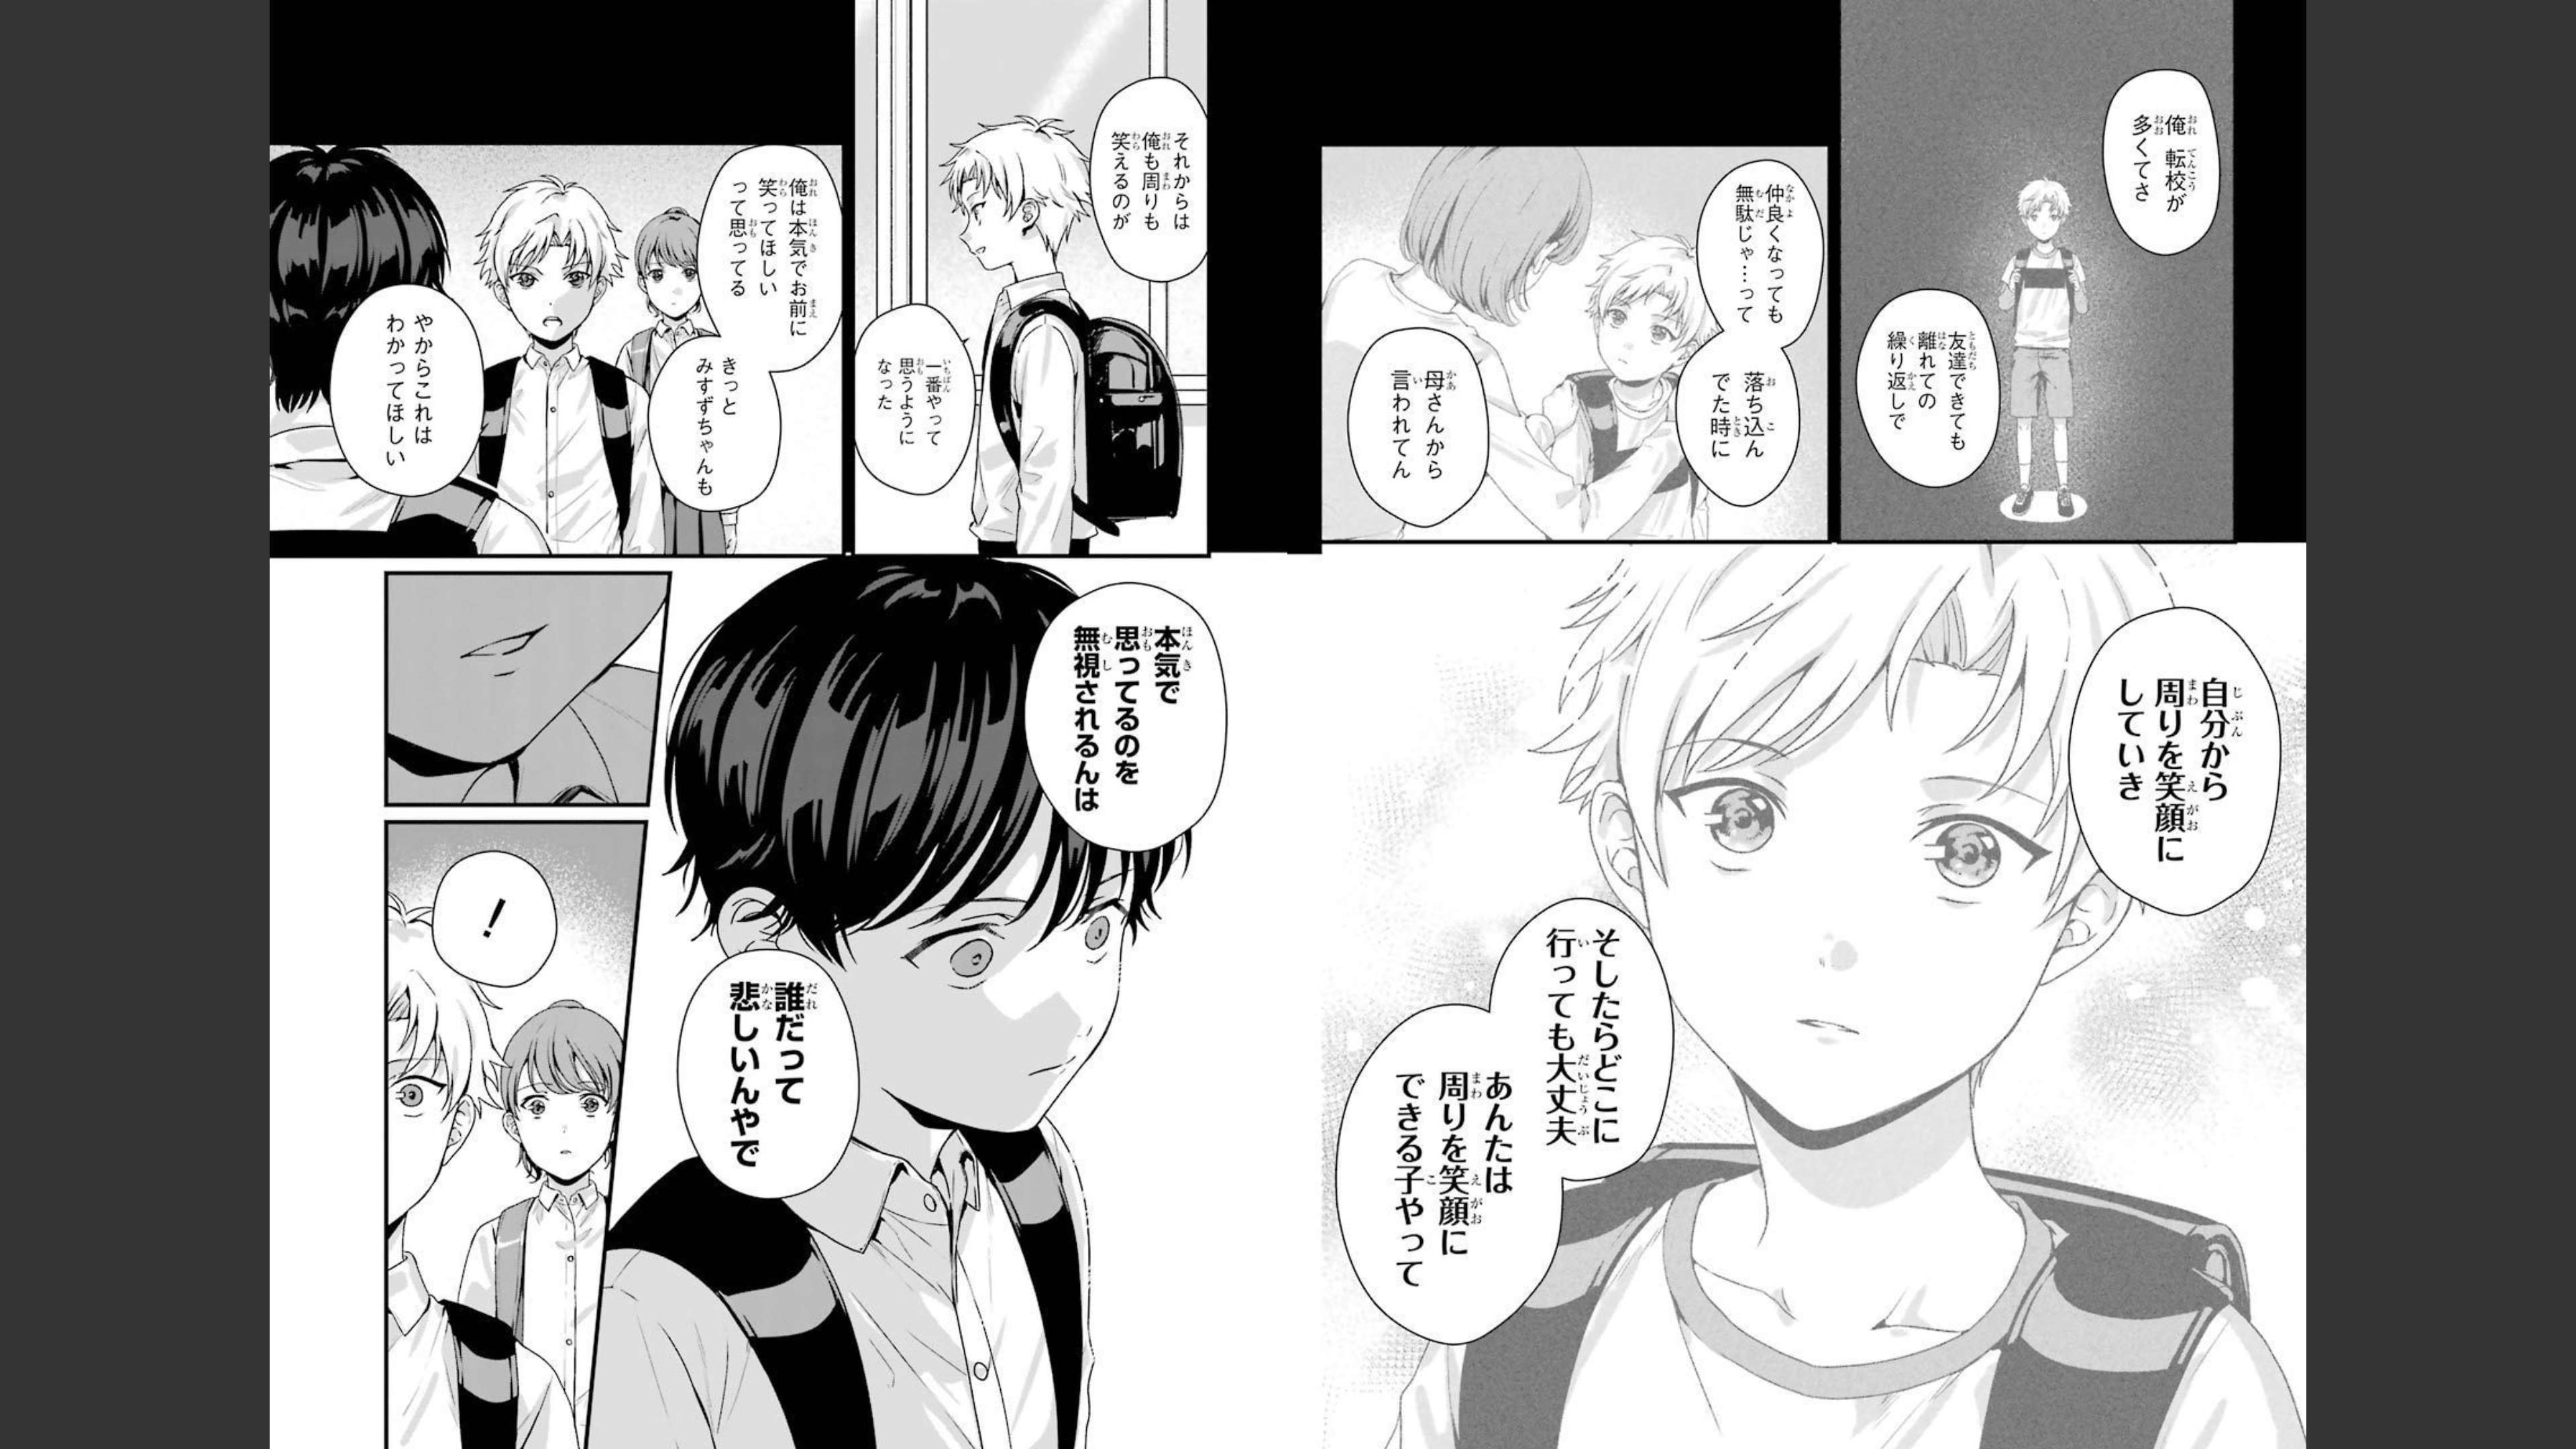 俺 転校が
多くてさ
友達できても
離れての
繰り返しで
仲良くなっても
無駄じゃ…って
落ち込ん
でた時に
母さんから
言われてん
自分から
周りを笑顔に
していき
そしたらどこに
行っても大丈夫
あんたは
周りを笑顔に
できる子やって
それからは
俺も周りも
笑えるのが
一番やって
思うように
なった
俺は本気でお前に
笑ってほしい
って思ってる
きっと
みすずちゃんも
やからこれは
わかってほしい
本気で
思ってるのを
無視されるんは
誰だって
悲しいんやで
！